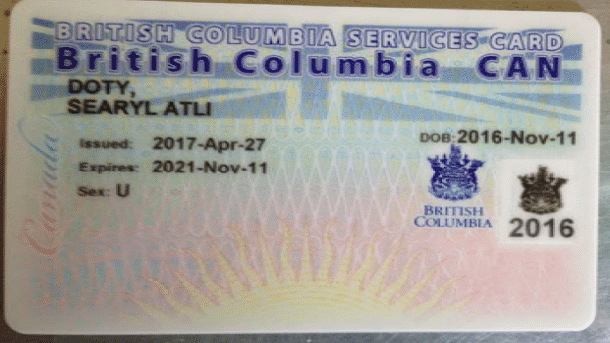 BRITISH COLUMBIA SERVICES CARD
British Columbia CAN
DOTY,
SEARYL ATLI
Issued: 2017-Apr-27
DOB: 2016-Nov-11
Expires: 2021-Nov-11
Sex: U
Canada
BRITISH
COLUMBIA
2016